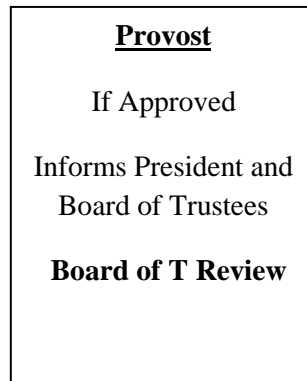 Provost
If Approved
Informs President and
Board of Trustees
Board of T Review